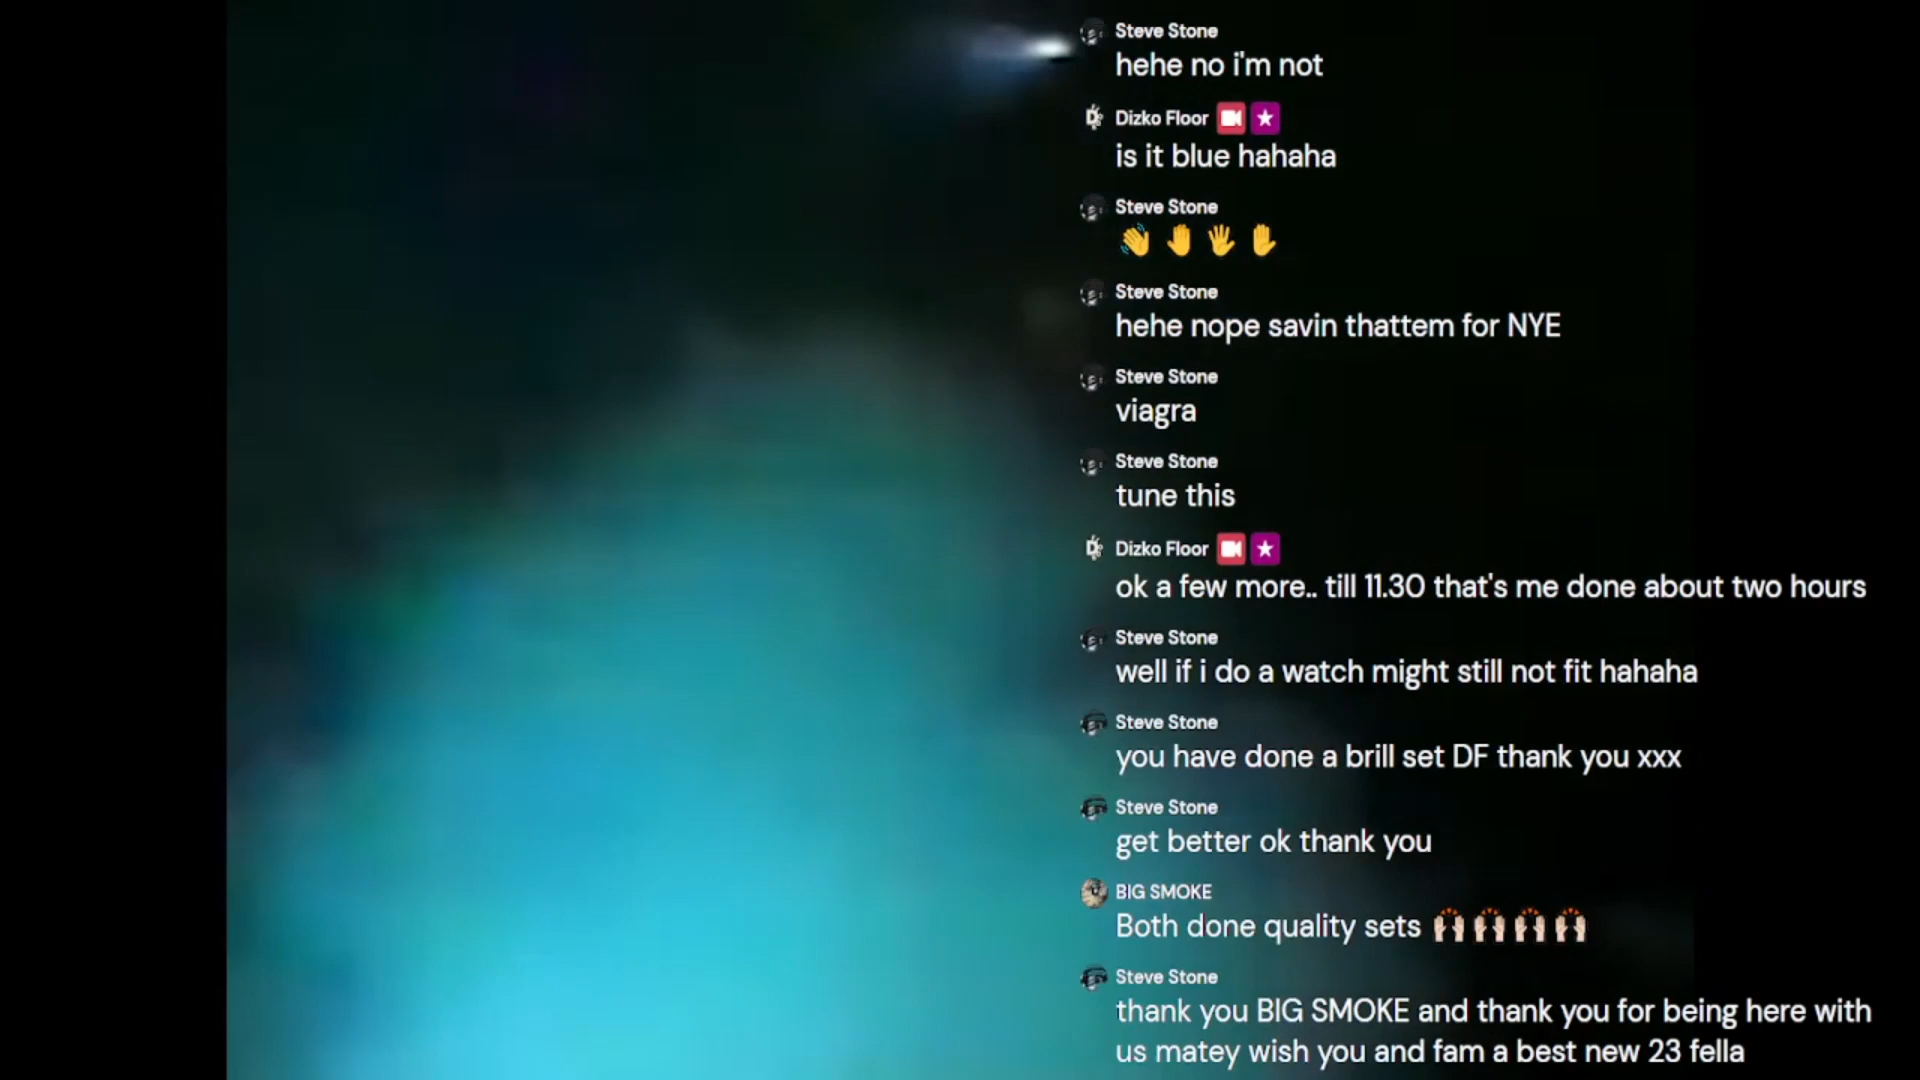 Steve Stone
hehe no i'm not
Dizko Floor
is it blue hahaha
Steve Stone
👋 🤚 🖐 ✋
Steve Stone
hehe nope savin thattem for NYE
Steve Stone
viagra
Steve Stone
tune this
Dizko Floor
ok a few more.. till 11.30 that's me done about two hours
Steve Stone
well if i do a watch might still not fit hahaha
Steve Stone
you have done a brill set DF thank you xxx
Steve Stone
get better ok thank you
BIG SMOKE
Both done quality sets 🙌🏻🙌🏻🙌🏻🙌🏻
Steve Stone
thank you BIG SMOKE and thank you for being here with
us matey wish you and fam a best new 23 fella